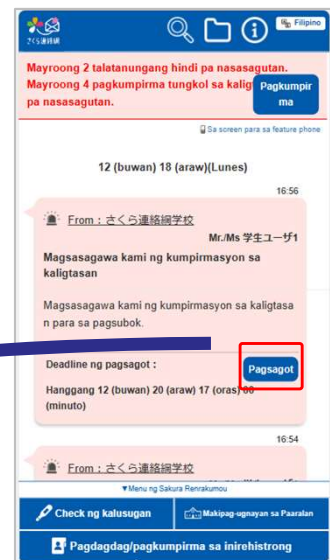 さくら連絡網
Filipino
Mayroong 2 talatanungang hindi pa nasasagutan.
Mayroong 4 pagkumpirma tungkol sa kalig
pa nasasagutan.
Pagkumpir
ma
Sa screen para sa feature phone
12 (buwan) 18 (araw)(Lunes)
16:56
From：さくら連絡網学校
Mr./Ms 学生ユーザ1
Magsasagawa kami ng kumpirmasyon sa
kaligtasan
Magsasagawa kami ng kumpirmasyon sa kaligtasa
n para sa pagsubok.
Deadline ng pagsagot：
Pagsagot
Hanggang 12 (buwan) 20 (araw) 17 (oras)
(minuto)
16:54
From：さくら連絡網学校
▼Menu ng Sakura Renrakumou
Check ng kalusugan
Makipag-ugnayan sa Paaralan
Pagdagdag/pagkumpirma sa inirehistrong